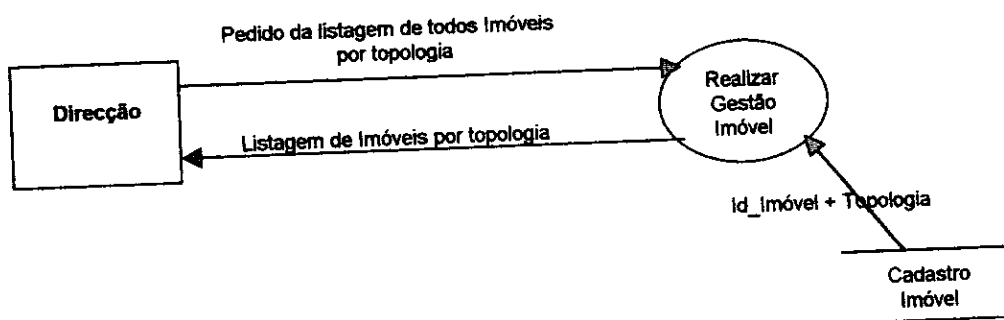 Pedido da listagem de todos Imóveis
por topologia
Direcção
Realizar
Gestão
Imóvel
Listagem de Imóveis por topologia
Id_Imóvel + Topologia
Cadastro
Imóvel